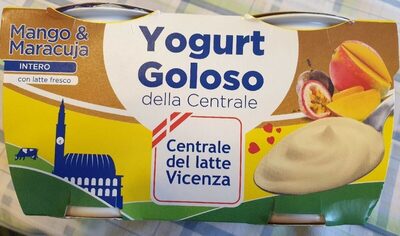 Mango &
Maracuja
INTERO
con latte fresco
Yogurt
Goloso
della Centrale
Centrale
del latte
Vicenza